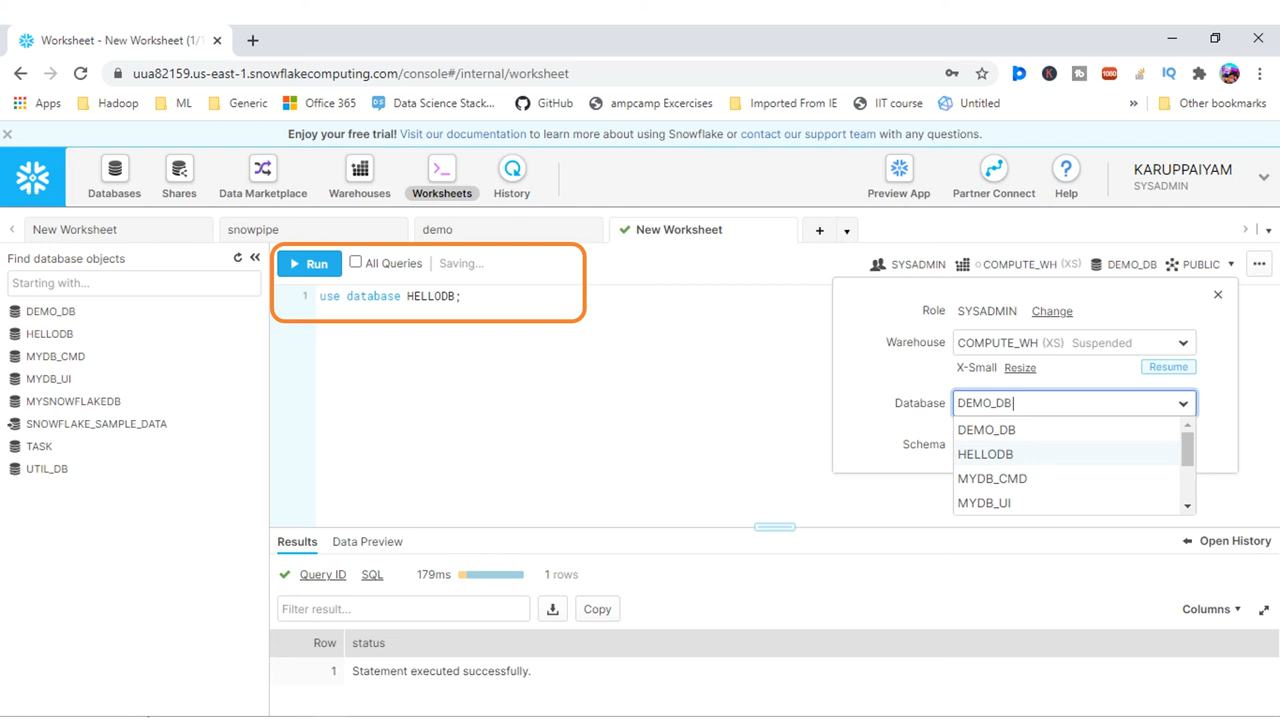 Worksheet - New Worksheet (1/1
uua82159.us-east-1.snowflakecomputing.com/console#/internal/worksheet
1080
IQ
Apps Hadoop ML Generic Office 365 Data Science Stack... GitHub ampcamp Excercises Imported From IE IIT course Untitled » Other bookmarks
Enjoy your free trial! Visit our documentation to learn more about using Snowflake or contact our support team with any questions.
Databases Shares Data Marketplace Warehouses Worksheets History Preview App Partner Connect Help
KARUPPAIYAM
SYSADMIN
New Worksheet snowpipe demo New Worksheet
Find database objects
Starting with...
DEMO_DB
HELLODB
MYDB_CMD
MYDB_UI
MYSNOWFLAKEDB
SNOWFLAKE_SAMPLE_DATA
TASK
UTIL_DB
Run All Queries Saving...
SYSADMIN COMPUTE_WH (XS) DEMO_DB PUBLIC
1 use database HELLODB;
Role SYSADMIN Change
Warehouse COMPUTE_WH (XS) Suspended
X-Small Resize Resume
Database DEMO_DB
DEMO_DB
Schema
HELLODB
MYDB_CMD
MYDB_UI
Results Data Preview Open History
Query ID SQL 179ms 1 rows
Filter result... Copy Columns
Row status
1 Statement executed successfully.